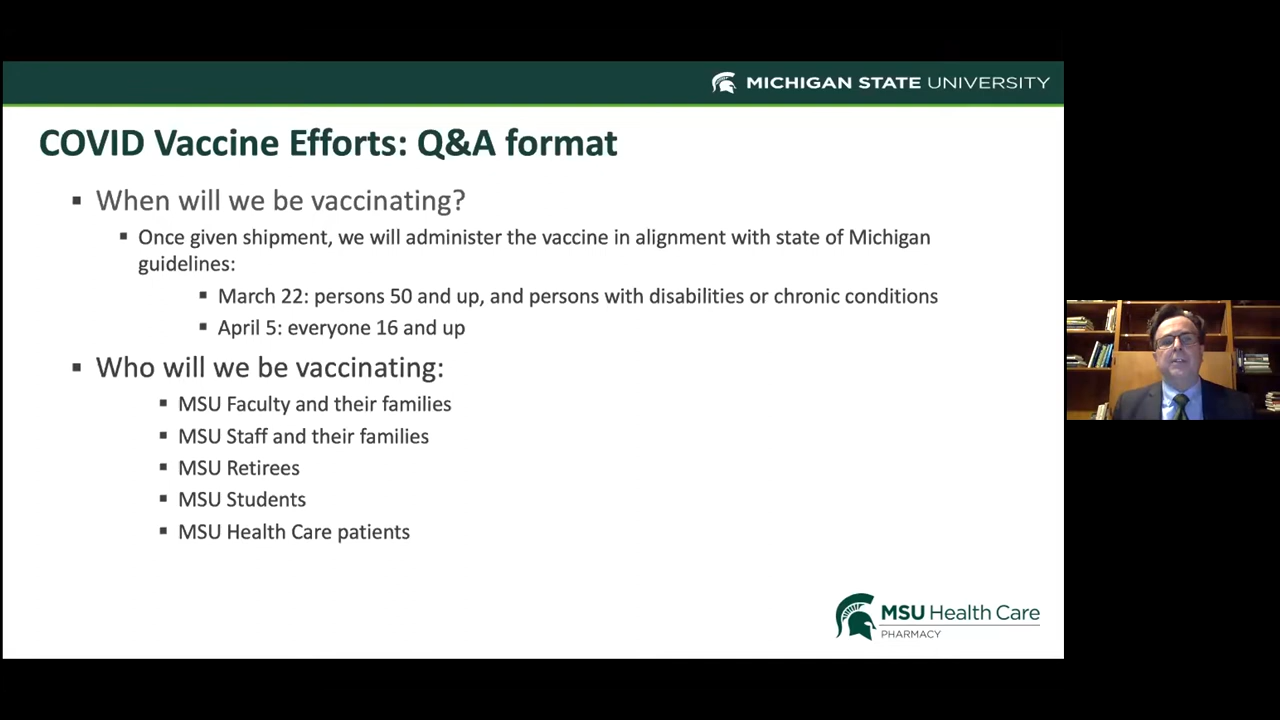 MICHIGAN STATE UNIVERSITY
COVID Vaccine Efforts: Q&A format
▪ When will we be vaccinating?
▪ Once given shipment, we will administer the vaccine in alignment with state of Michigan
guidelines:
▪ March 22: persons 50 and up, and persons with disabilities or chronic conditions
▪ April 5: everyone 16 and up
▪ Who will we be vaccinating:
▪ MSU Faculty and their families
▪ MSU Staff and their families
▪ MSU Retirees
▪ MSU Students
▪ MSU Health Care patients
MSU Health Care
PHARMACY